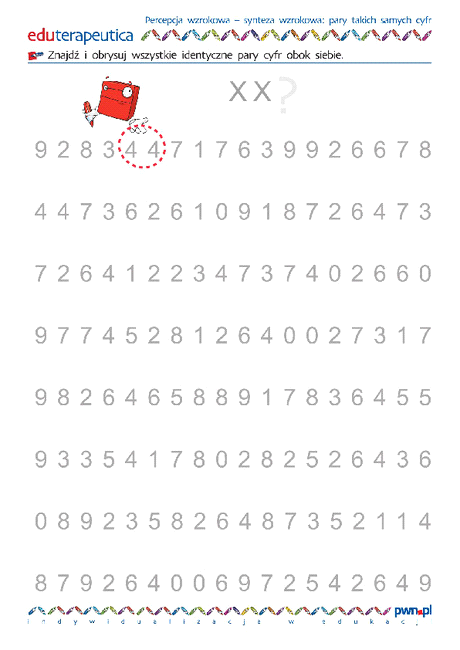 Percepcja wzrokowa – synteza wzrokowa: pary takich samych cyfr
eduterapeutica
Znajdź i obrysuj wszystkie identyczne pary cyfr obok siebie.
X X ?
9 2 8 3 4 4 7 1 7 6 3 9 9 2 6 6 7 8
4 4 7 3 6 2 6 1 0 9 1 8 7 2 6 4 7 3
7 2 6 4 1 2 2 3 4 7 3 7 4 0 2 6 6 0
9 7 7 4 5 2 8 1 2 6 4 0 0 2 7 3 1 7
9 8 2 6 4 6 5 8 8 9 1 7 8 3 6 4 5 5
9 3 3 5 4 1 7 8 0 2 8 2 5 2 6 4 3 6
0 8 9 2 3 5 8 2 6 4 8 7 3 5 2 1 1 4
8 7 9 2 6 4 0 0 6 9 7 2 5 4 2 6 4 9
pwn.pl
indywidualizacja w edukacji